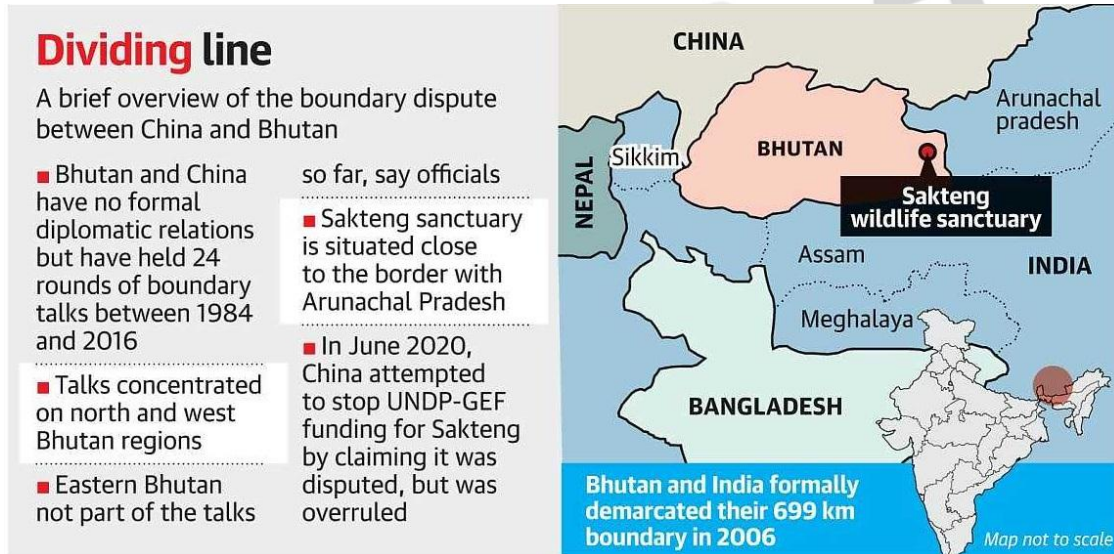 Dividing line
A brief overview of the boundary dispute
between China and Bhutan
■ Bhutan and China
have no formal
diplomatic relations
but have held 24
rounds of boundary
talks between 1984
and 2016
■ Talks concentrated
on north and west
Bhutan regions
■ Eastern Bhutan
not part of the talks
so far, say officials
■ Sakteng sanctuary
is situated close
to the border with
Arunachal Pradesh
■ In June 2020,
China attempted
to stop UNDP-GEF
funding for Sakteng
by claiming it was
disputed, but was
overruled
CHINA
Arunachal
pradesh
NEPAL
Sikkim
BHUTAN
Sakteng
wildlife sanctuary
Assam
INDIA
Meghalaya
BANGLADESH
Bhutan and India formally
demarcated their 699 km
boundary in 2006
Map not to scale